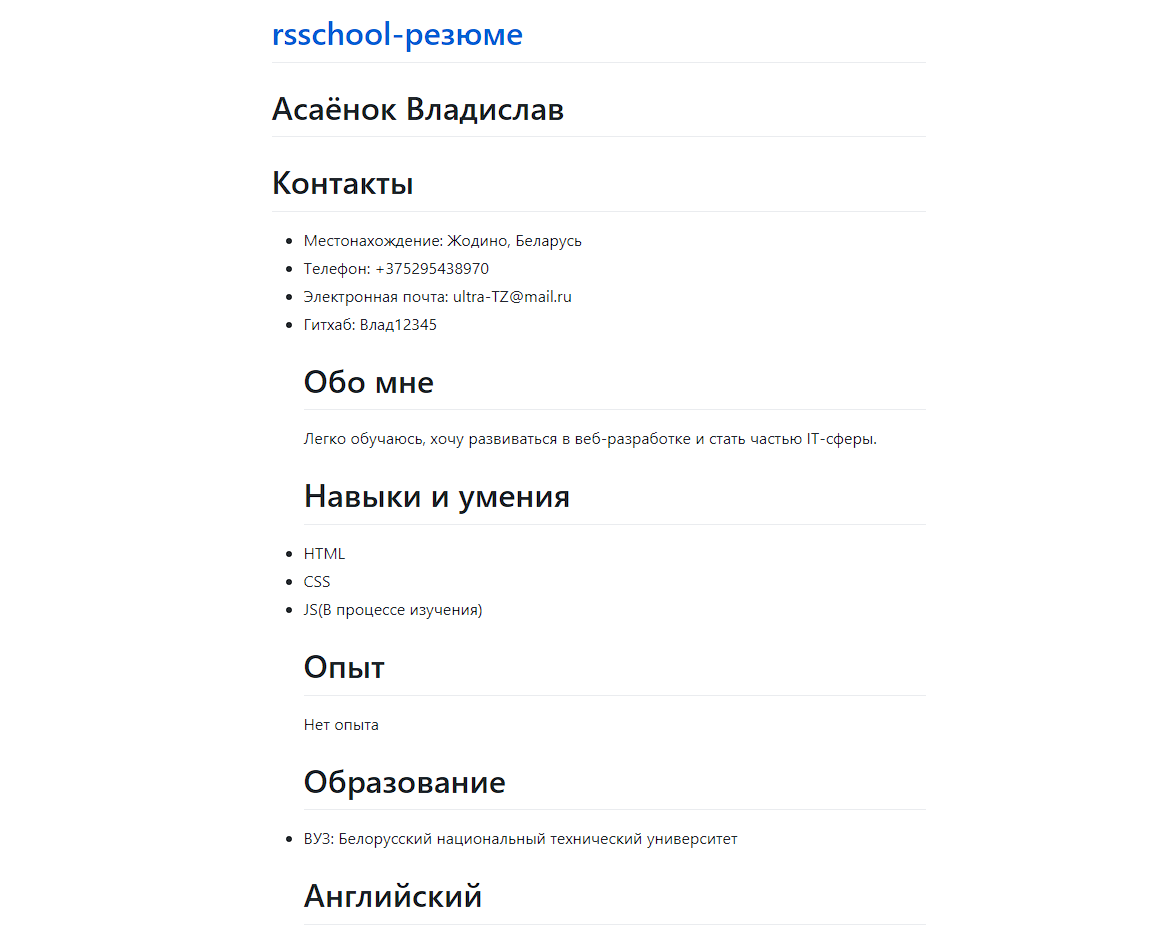 rsschool-резюме
Асаёнок Владислав
Контакты
Местонахождение: Жодино, Беларусь
Телефон: +375295438970
Электронная почта: ultra-TZ@mail.ru
Гитхаб: Влад12345
Обо мне
Легко обучаюсь, хочу развиваться в веб-разработке и стать частью IT-сферы.
Навыки и умения
HTML
CSS
JS(В процессе изучения)
Опыт
Нет опыта
Образование
ВУЗ: Белорусский национальный технический университет
Английский